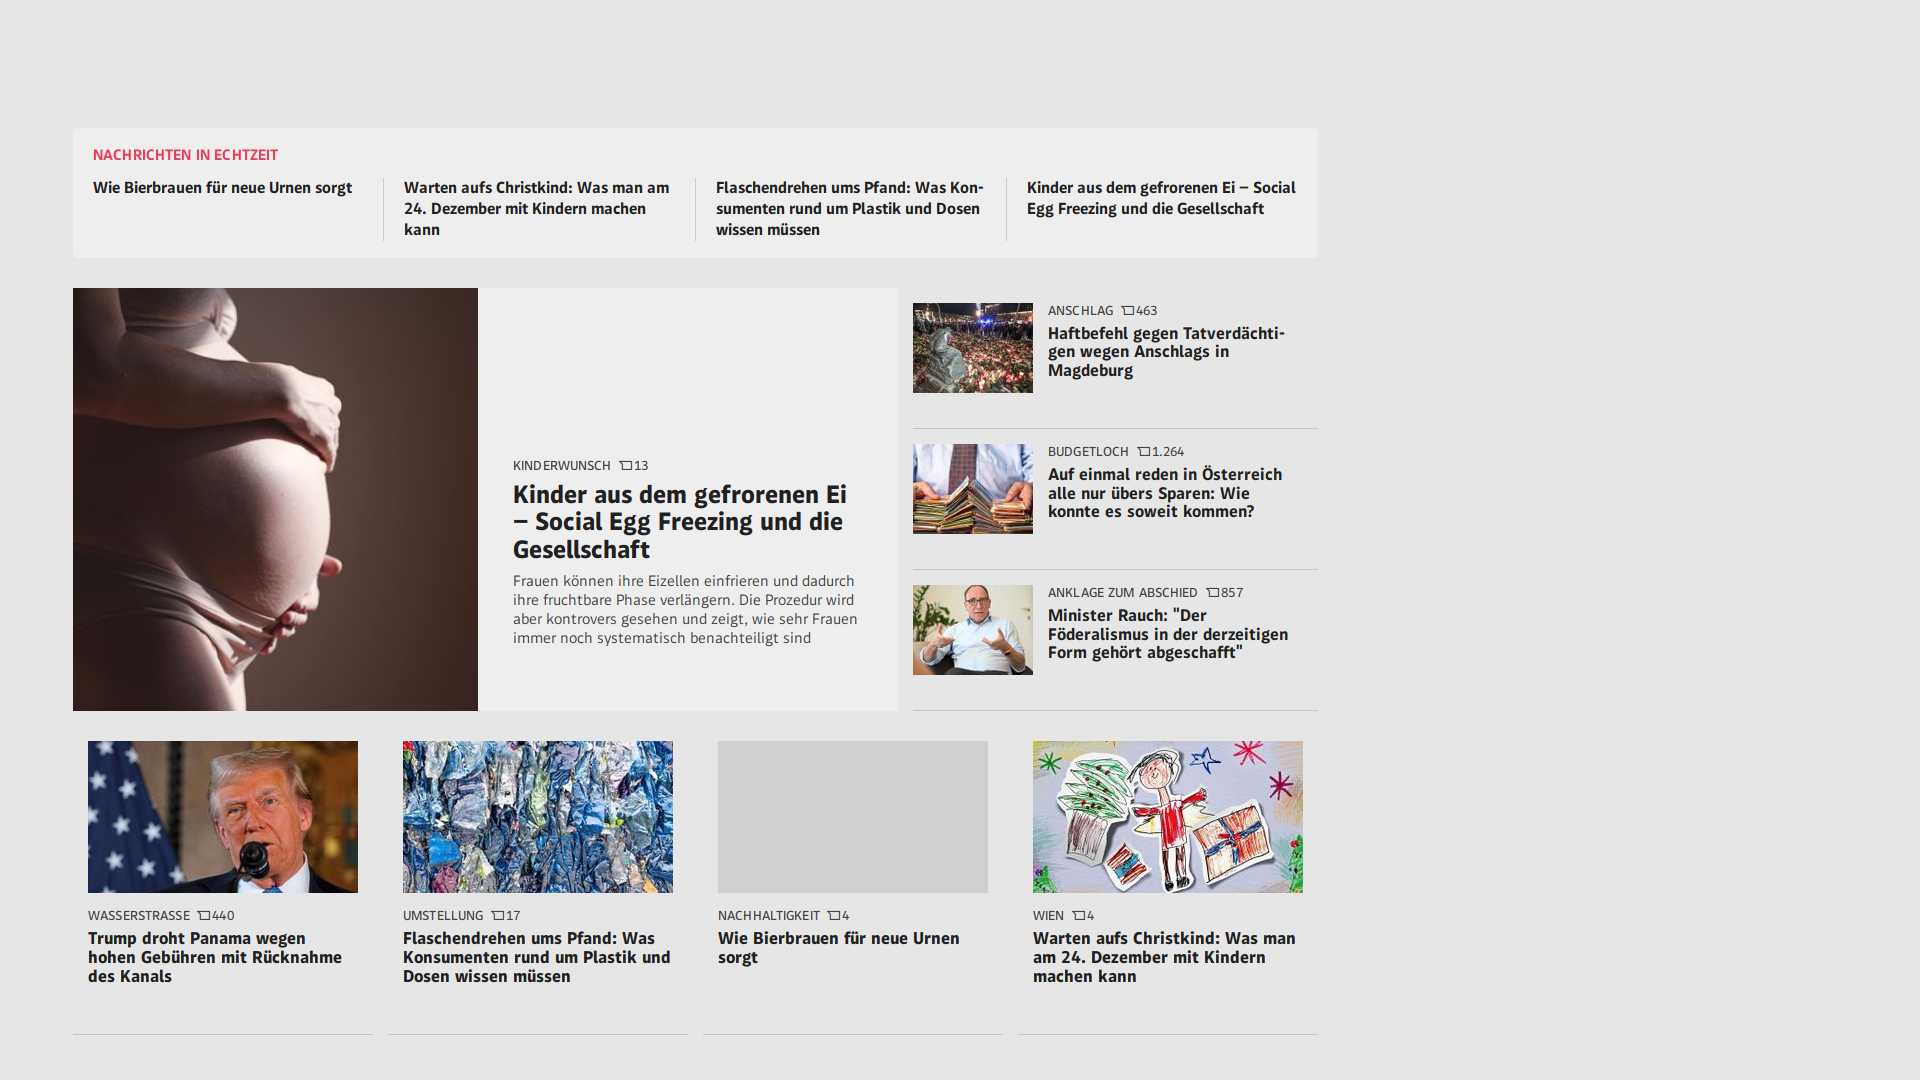 NACHRICHTEN IN ECHTZEIT
Wie Bierbrauen für neue Urnen sorgt
Warten aufs Christkind: Was man am
24. Dezember mit Kindern machen
kann
Flaschendrehen ums Pfand: Was Kon-
sumenten rund um Plastik und Dosen
wissen müssen
Kinder aus dem gefrorenen Ei – Social
Egg Freezing und die Gesellschaft
KINDERWUNSCH 13
Kinder aus dem gefrorenen Ei
– Social Egg Freezing und die
Gesellschaft
Frauen können ihre Eizellen einfrieren und dadurch
ihre fruchtbare Phase verlängern. Die Prozedur wird
aber kontrovers gesehen und zeigt, wie sehr Frauen
immer noch systematisch benachteiligt sind
ANSCHLAG 463
Haftbefehl gegen Tatverdächti-
gen wegen Anschlags in
Magdeburg
BUDGETLOCH 1.264
Auf einmal reden in Österreich
alle nur übers Sparen: Wie
konnte es soweit kommen?
ANKLAGE ZUM ABSCHIED 857
Minister Rauch: "Der
Föderalismus in der derzeitigen
Form gehört abgeschafft"
WASSERSTRASSE 440
Trump droht Panama wegen
hohen Gebühren mit Rücknahme
des Kanals
UMSTELLUNG 17
Flaschendrehen ums Pfand: Was
Konsumenten rund um Plastik und
Dosen wissen müssen
NACHHALTIGKEIT 4
Wie Bierbrauen für neue Urnen
sorgt
WIEN 4
Warten aufs Christkind: Was man
am 24. Dezember mit Kindern
machen kann